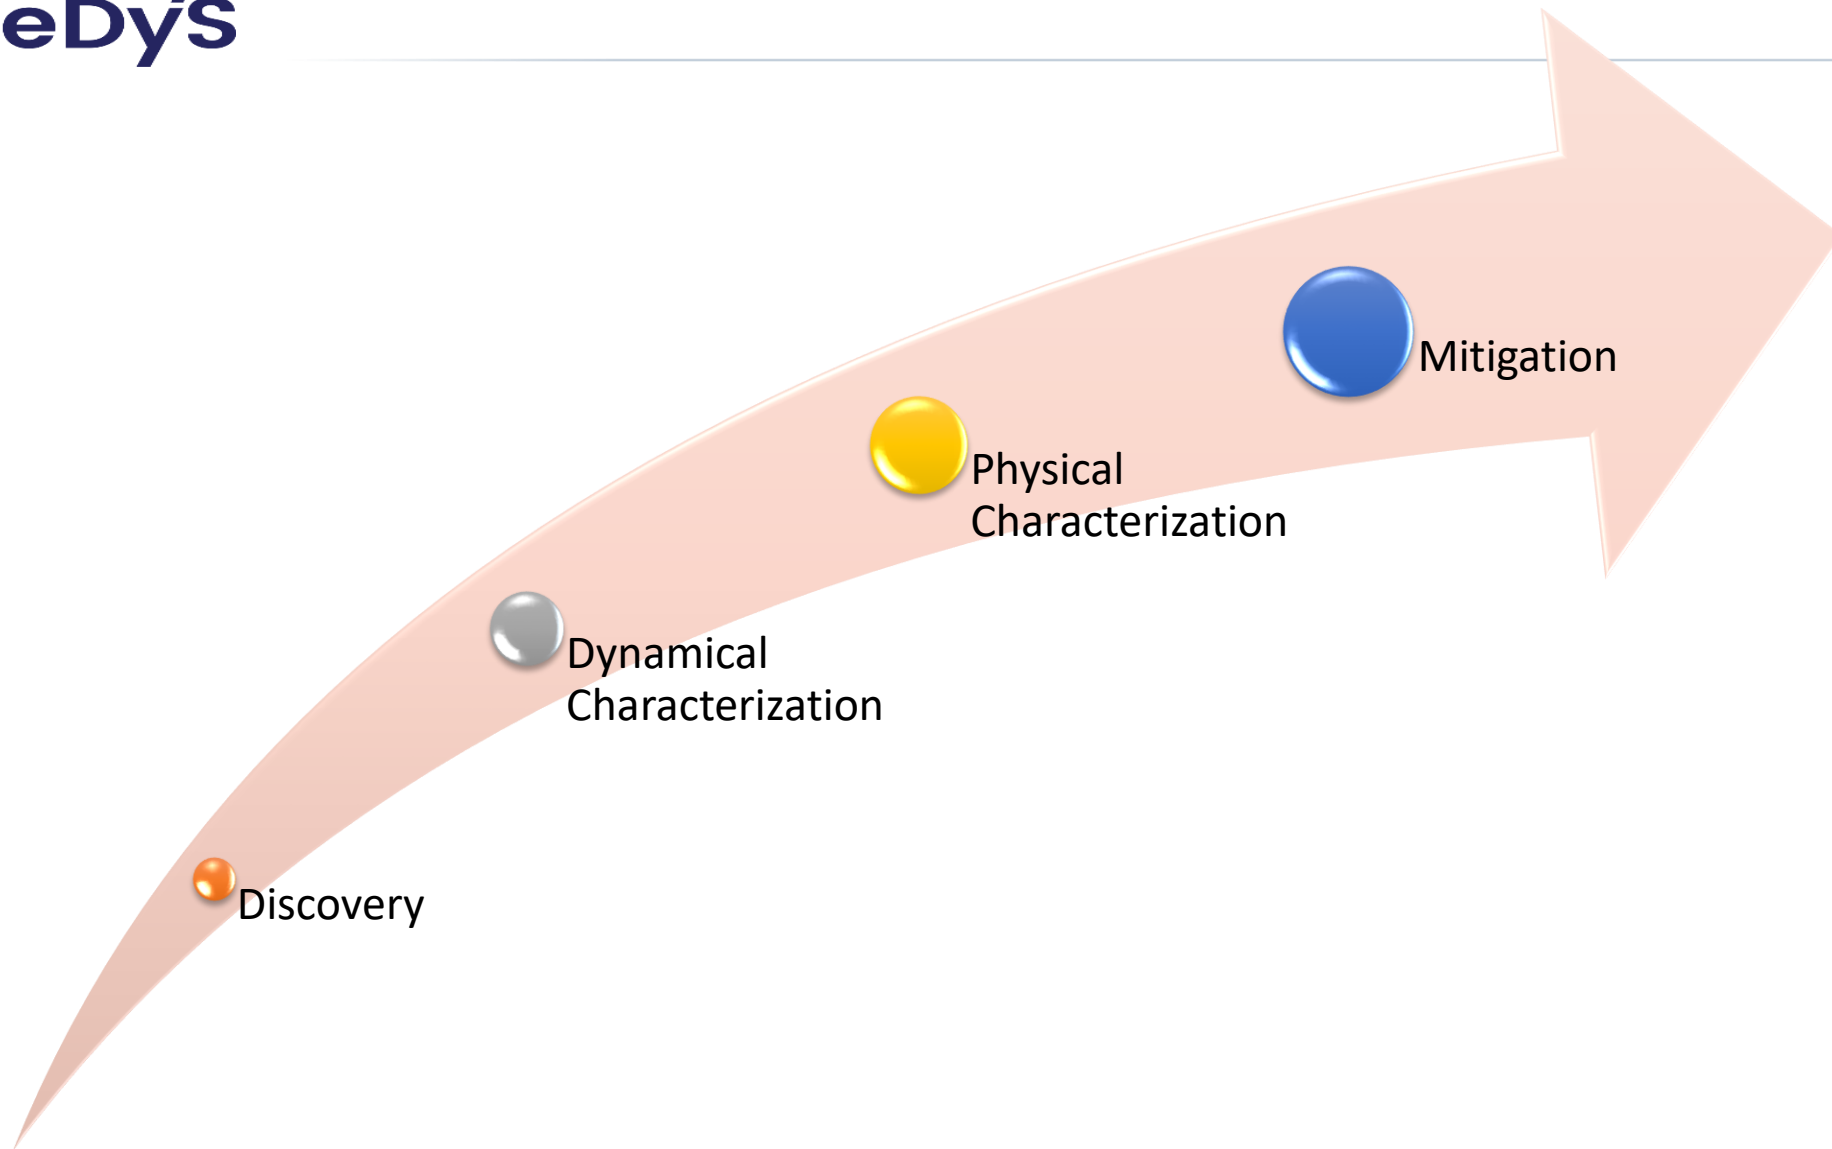 eDyS
Mitigation
Physical
Characterization
Dynamical
Characterization
Discovery